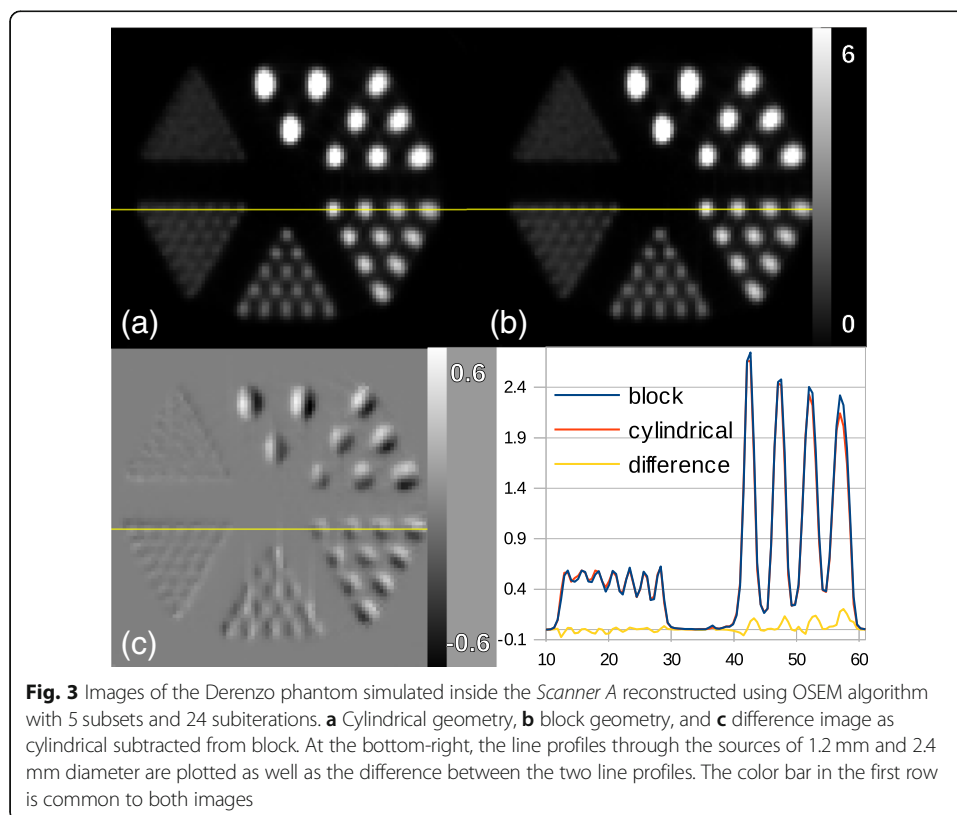 6
(a)
(b)
0
0.6
-0.6
(c)
block
cylindrical
difference
2.4
1.9
1.4
0.9
0.4
-0.1
10 20 30 40 50 60
Fig. 3 Images of the Derenzo phantom simulated inside the Scanner A reconstructed using OSEM algorithm
with 5 subsets and 24 subiterations. a Cylindrical geometry, b block geometry, and c difference image as
cylindrical subtracted from block. At the bottom-right, the line profiles through the sources of 1.2 mm and 2.4
mm diameter are plotted as well as the difference between the two line profiles. The color bar in the first row
is common to both images